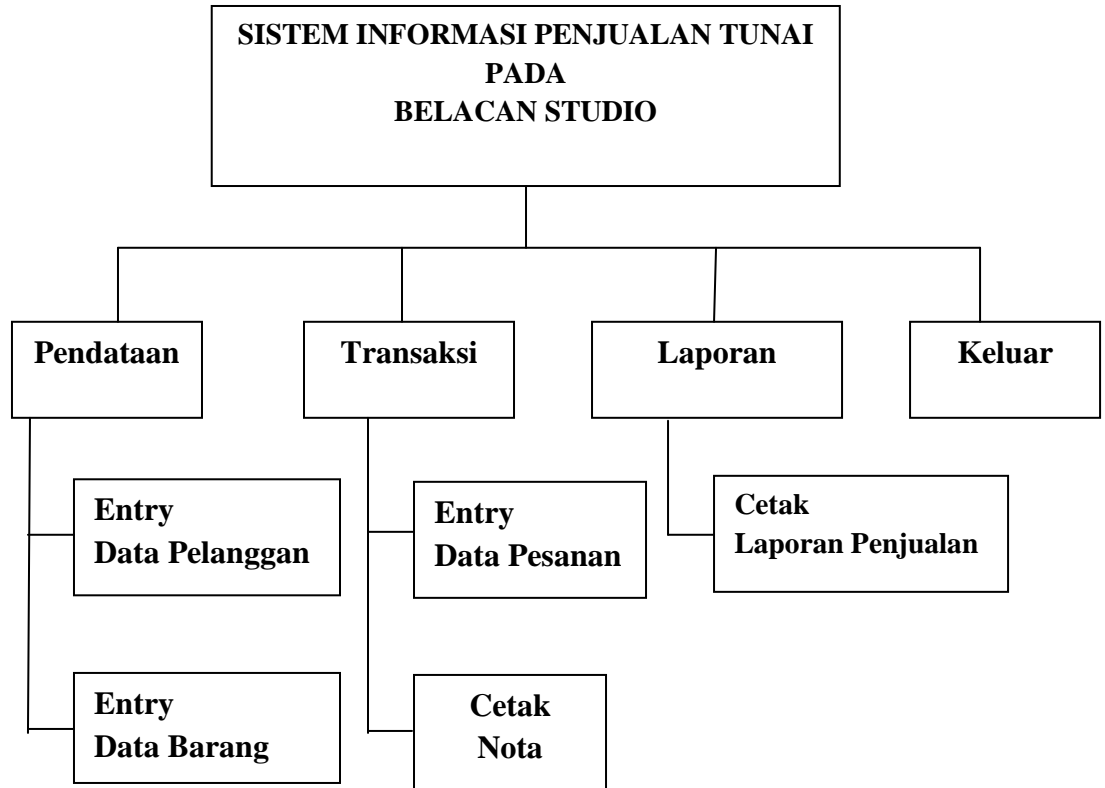 SISTEM INFORMASI PENJUALAN TUNAI
PADA
BELACAN STUDIO
Pendataan
Transaksi
Laporan
Keluar
Entry
Data Pelanggan
Entry
Data Pesanan
Cetak
Laporan Penjualan
Entry
Data Barang
Cetak
Nota